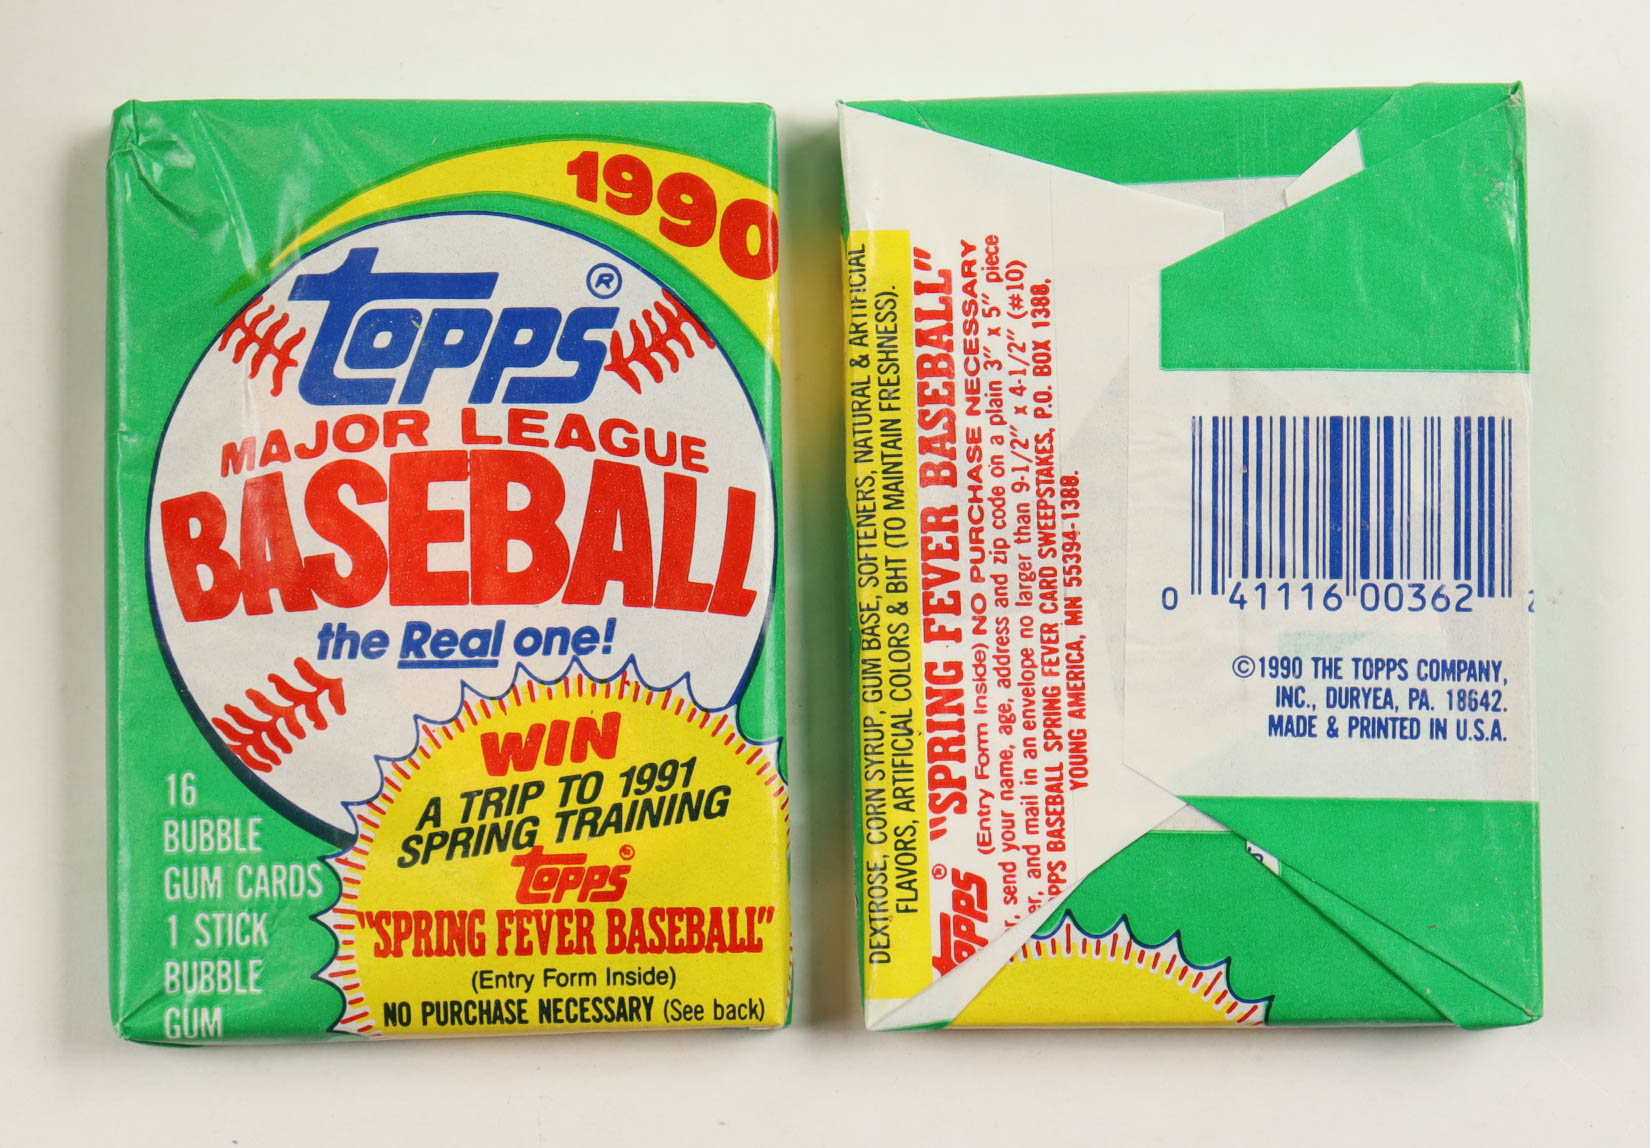 1990
Topps®
MAJOR LEAGUE
BASEBALL
the Real one!
WIN
A TRIP TO 1991
SPRING TRAINING
Topps®
"SPRING FEVER BASEBALL"
(Entry Form Inside)
NO PURCHASE NECESSARY (See back)
16
BUBBLE
GUM CARDS
1 STICK
BUBBLE
GUM
DEXTROSE, CORN SYRUP, GUM BASE, SOFTENERS, NATURAL & ARTIFICIAL
FLAVORS, ARTIFICIAL COLORS & BHT (TO MAINTAIN FRESHNESS).
Topps® "SPRING FEVER BASEBALL"
(Entry Form Inside) NO PURCHASE NECESSARY
send your name, age, address and zip code on a plain 3" x 5" piece
and mail in an envelope no larger than 9-1/2" x 4-1/2" (#10)
PPS BASEBALL SPRING FEVER CARD SWEEPSTAKES, P.O. BOX 1388,
YOUNG AMERICA, MN 55394-1388.
0 41116 00362 2
©1990 THE TOPPS COMPANY,
INC., DURYEA, PA. 18642.
MADE & PRINTED IN U.S.A.